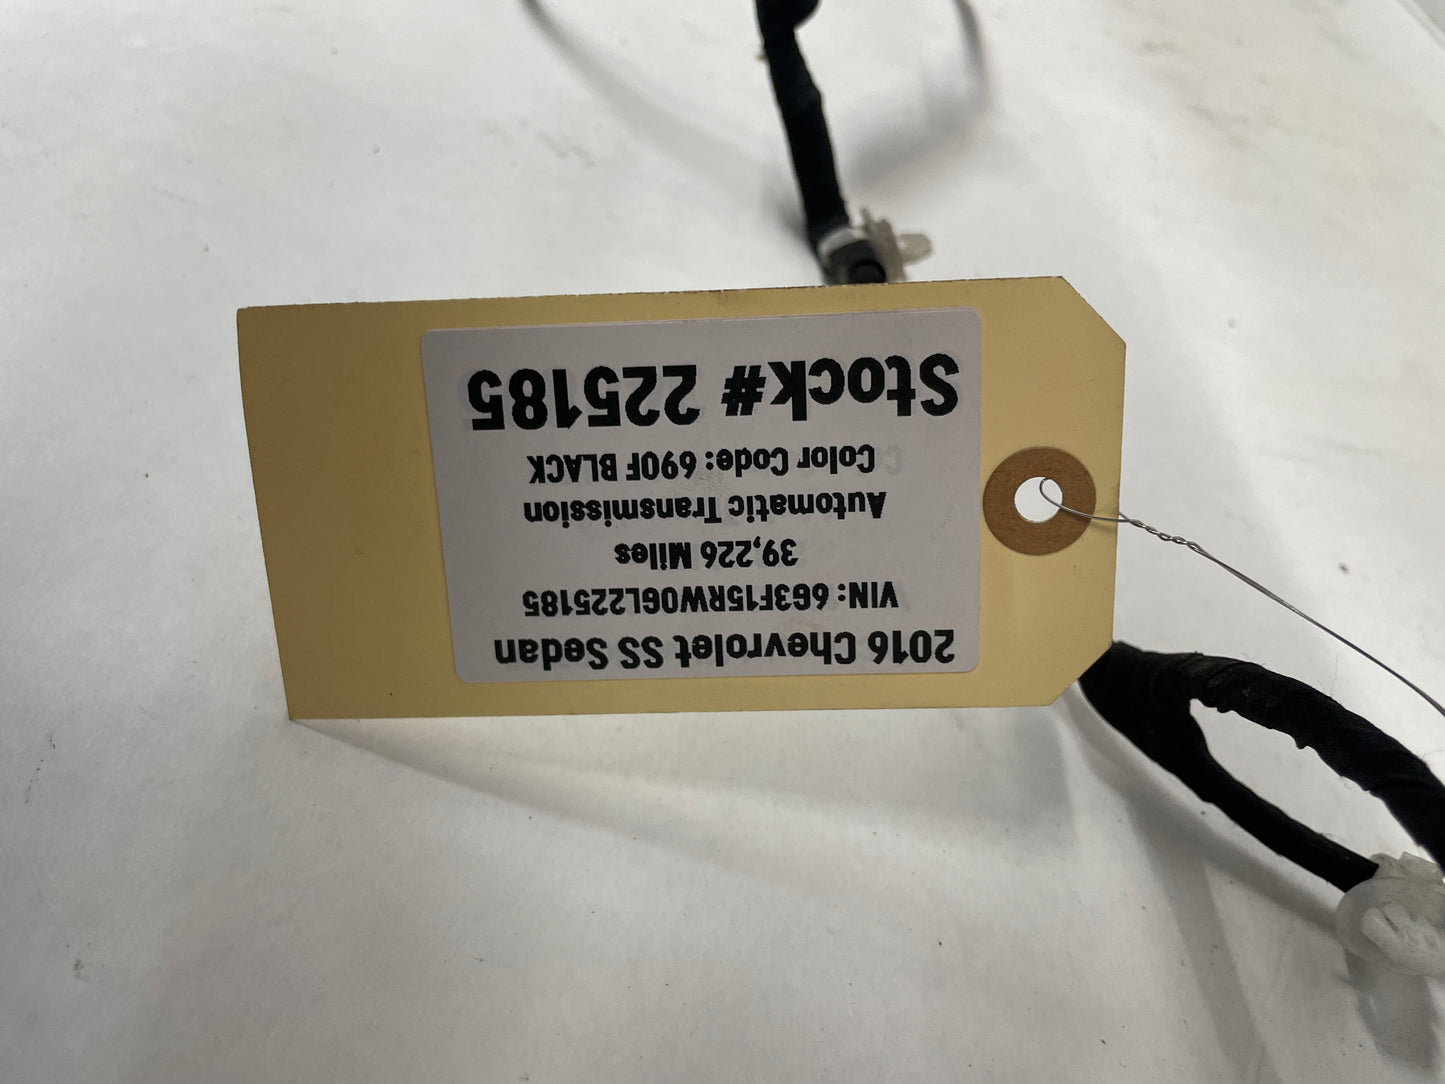 2016 Chevrolet SS Sedan
VIN: 6G3F15RW0GL225185
39,226 Miles
Automatic Transmission
Color Code: 690F BLACK
Stock# 225185